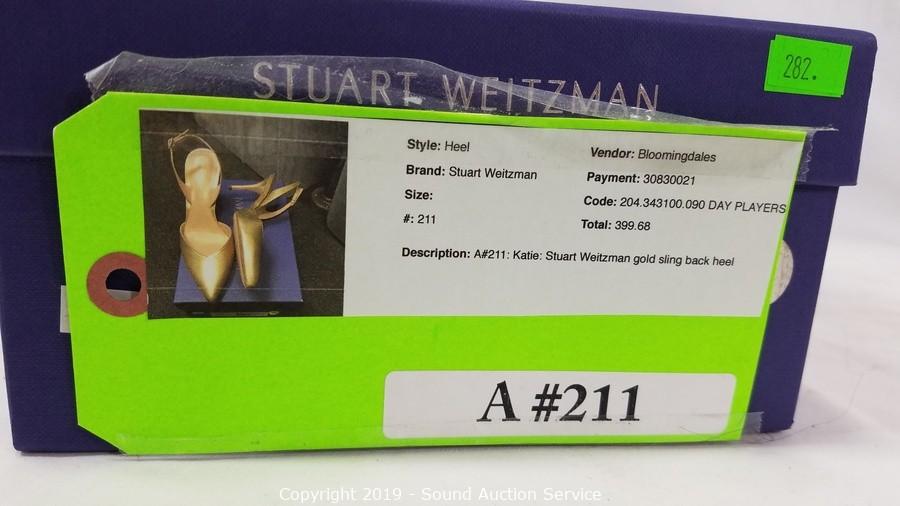 STUART WEITZMAN
282.
Style: Heel
Brand: Stuart Weitzman
Size:
#: 211
Vendor: Bloomingdales
Payment: 30830021
Code: 204.343100.090 DAY PLAYERS
Total: 399.68
Description: A#211: Katie: Stuart Weitzman gold sling back heel
A #211
Copyright 2019 - Sound Auction Service